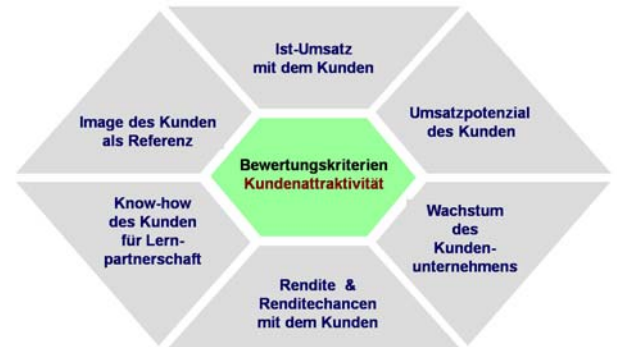 Ist-Umsatz
mit dem Kunden
Image des Kunden
als Referenz
Umsatzpotenzial
des Kunden
Bewertungskriterien
Kundenattraktivität
Know-how
des Kunden
für Lern-
partnerschaft
Wachstum
des
Kunden-
unternehmens
Rendite & 
Renditechancen
mit dem Kunden